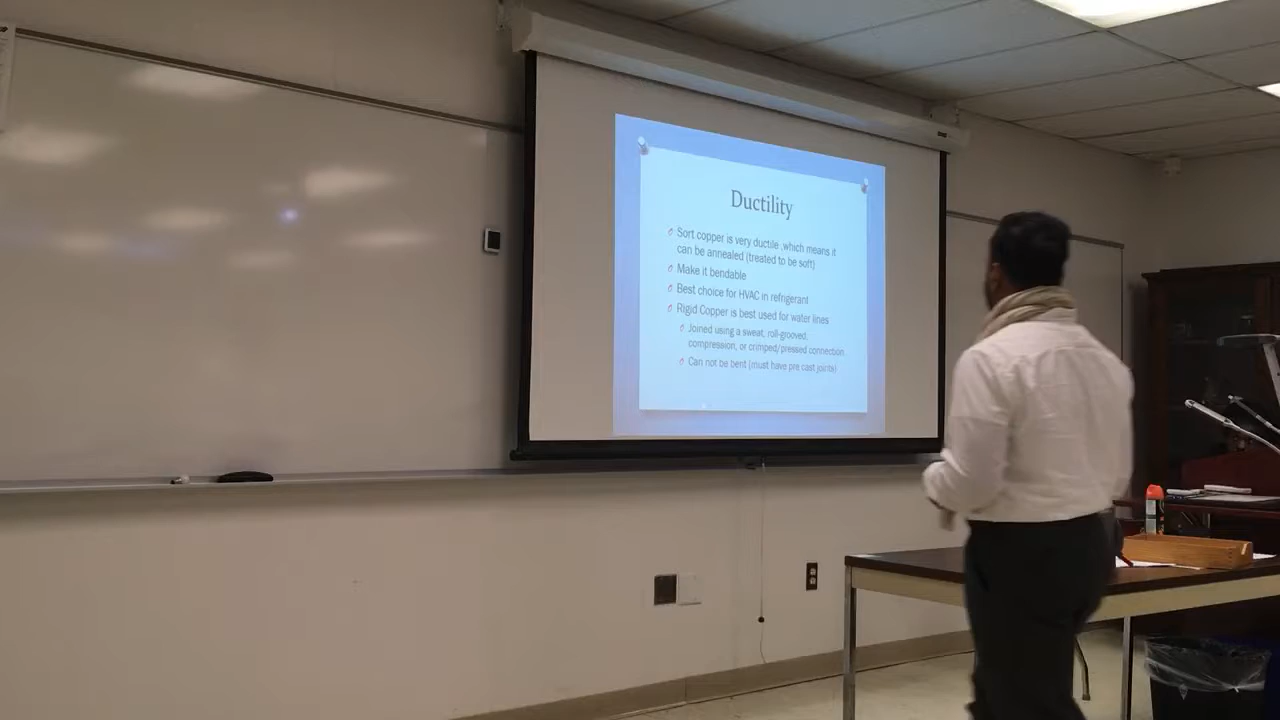 Ductility
Sort copper is very ductile ,which means it
can be annealed (treated to be soft)
Make it bendable
Best choice for HVAC in refrigerant
Rigid Copper is best used for water lines
Joined using a sweat, roll-grooved,
compression, or crimped/pressed connection
Can not be bent (must have pre cast joints)